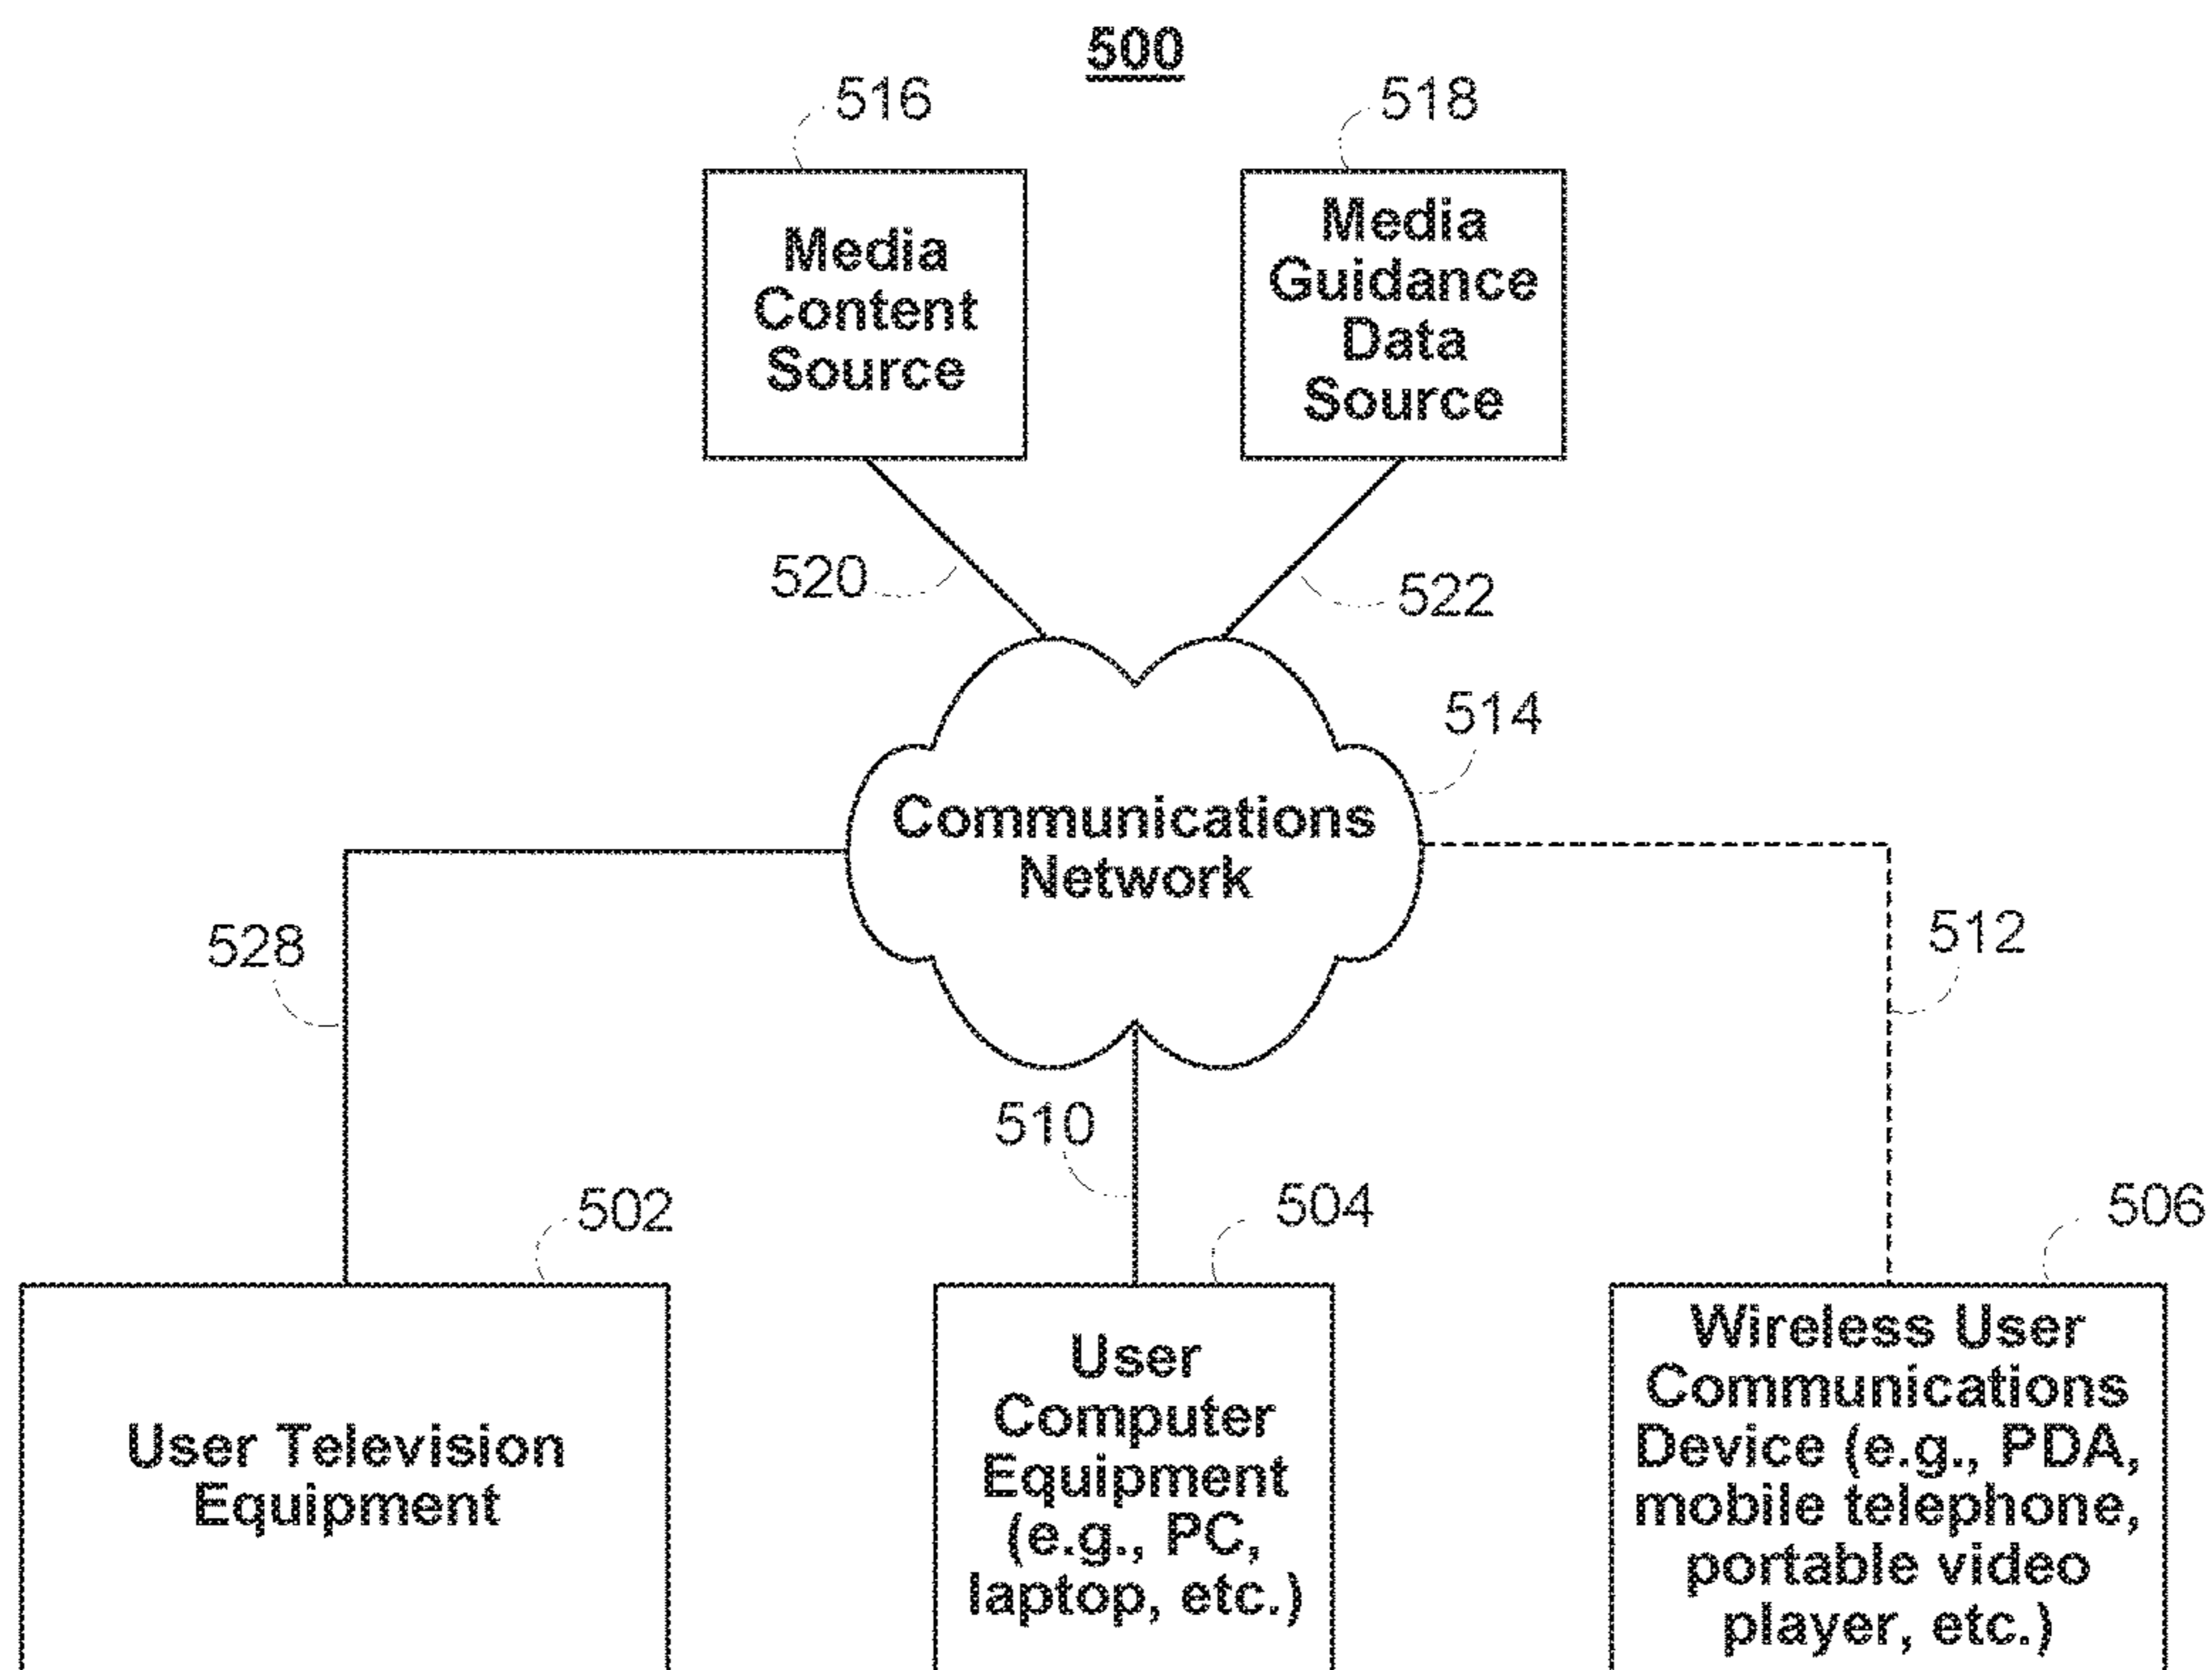 500
516
518
Media
Content
Source
Media
Guidance
Data
Source
520
522
514
Communications
Network
528
512
510
502
504
506
User Television
Equipment
User
Computer
Equipment
(e.g., PC,
laptop, etc.)
Wireless User
Communications
Device (e.g., PDA,
mobile telephone,
portable video
player, etc.)